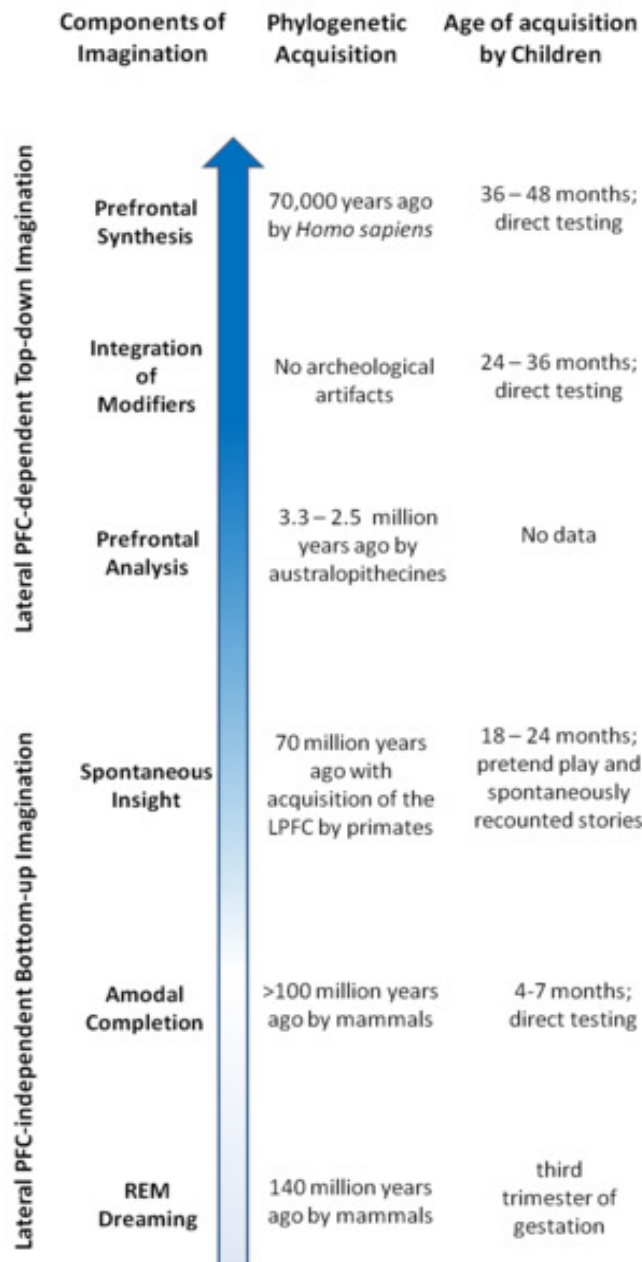 Components of Imagination
Phylogenetic Acquisition
Age of acquisition by Children
Lateral PFC-dependent Top-down Imagination
Prefrontal
Synthesis
70,000 years ago
by Homo sapiens
36 – 48 months;
direct testing
Integration
of
Modifiers
No archeological
artifacts
24 – 36 months;
direct testing
Prefrontal
Analysis
3.3 – 2.5 million
years ago by
australopithecines
No data
Lateral PFC-independent Bottom-up Imagination
Spontaneous
Insight
70 million years
ago with
acquisition of the
LPFC by primates
18 – 24 months;
pretend play and
spontaneously
recounted stories
Amodal
Completion
>100 million years
ago by mammals
4-7 months;
direct testing
REM
Dreaming
140 million years
ago by mammals
third
trimester of
gestation